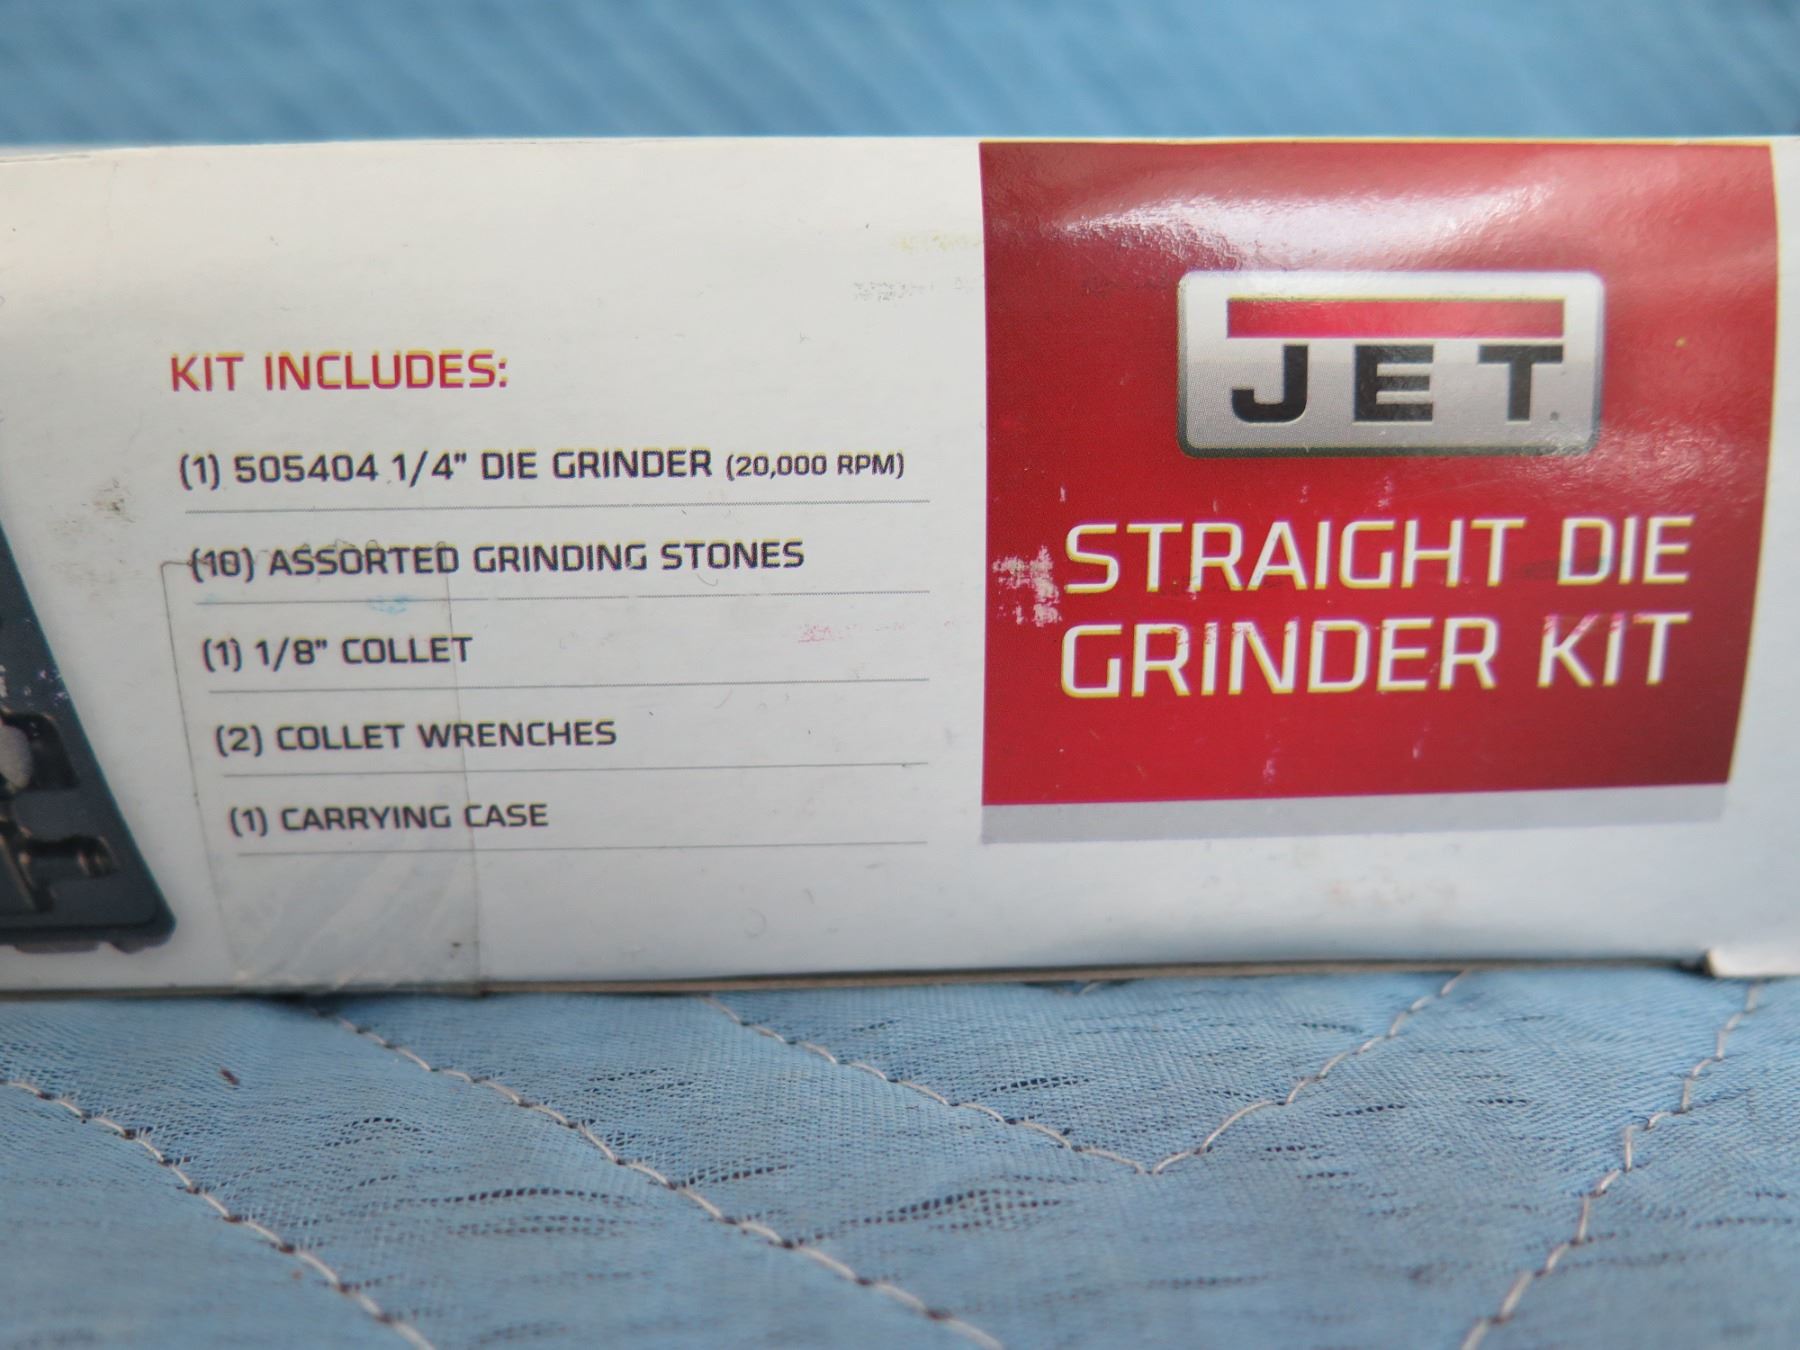 KIT INCLUDES:
(1) 505404 1/4" DIE GRINDER (20,000 RPM)
(10) ASSORTED GRINDING STONES
(1) 1/8" COLLET
(2) COLLET WRENCHES
(1) CARRYING CASE
JET
STRAIGHT DIE
GRINDER KIT